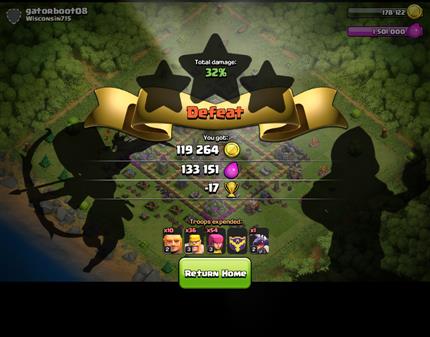 gatorboot08
Wisconsin715
178 122
1 501 000
Total damage:
32%
Defeat
You got:
119 264
133 151
-17
Troops expended:
x10 x36 x54 x1
Return Home